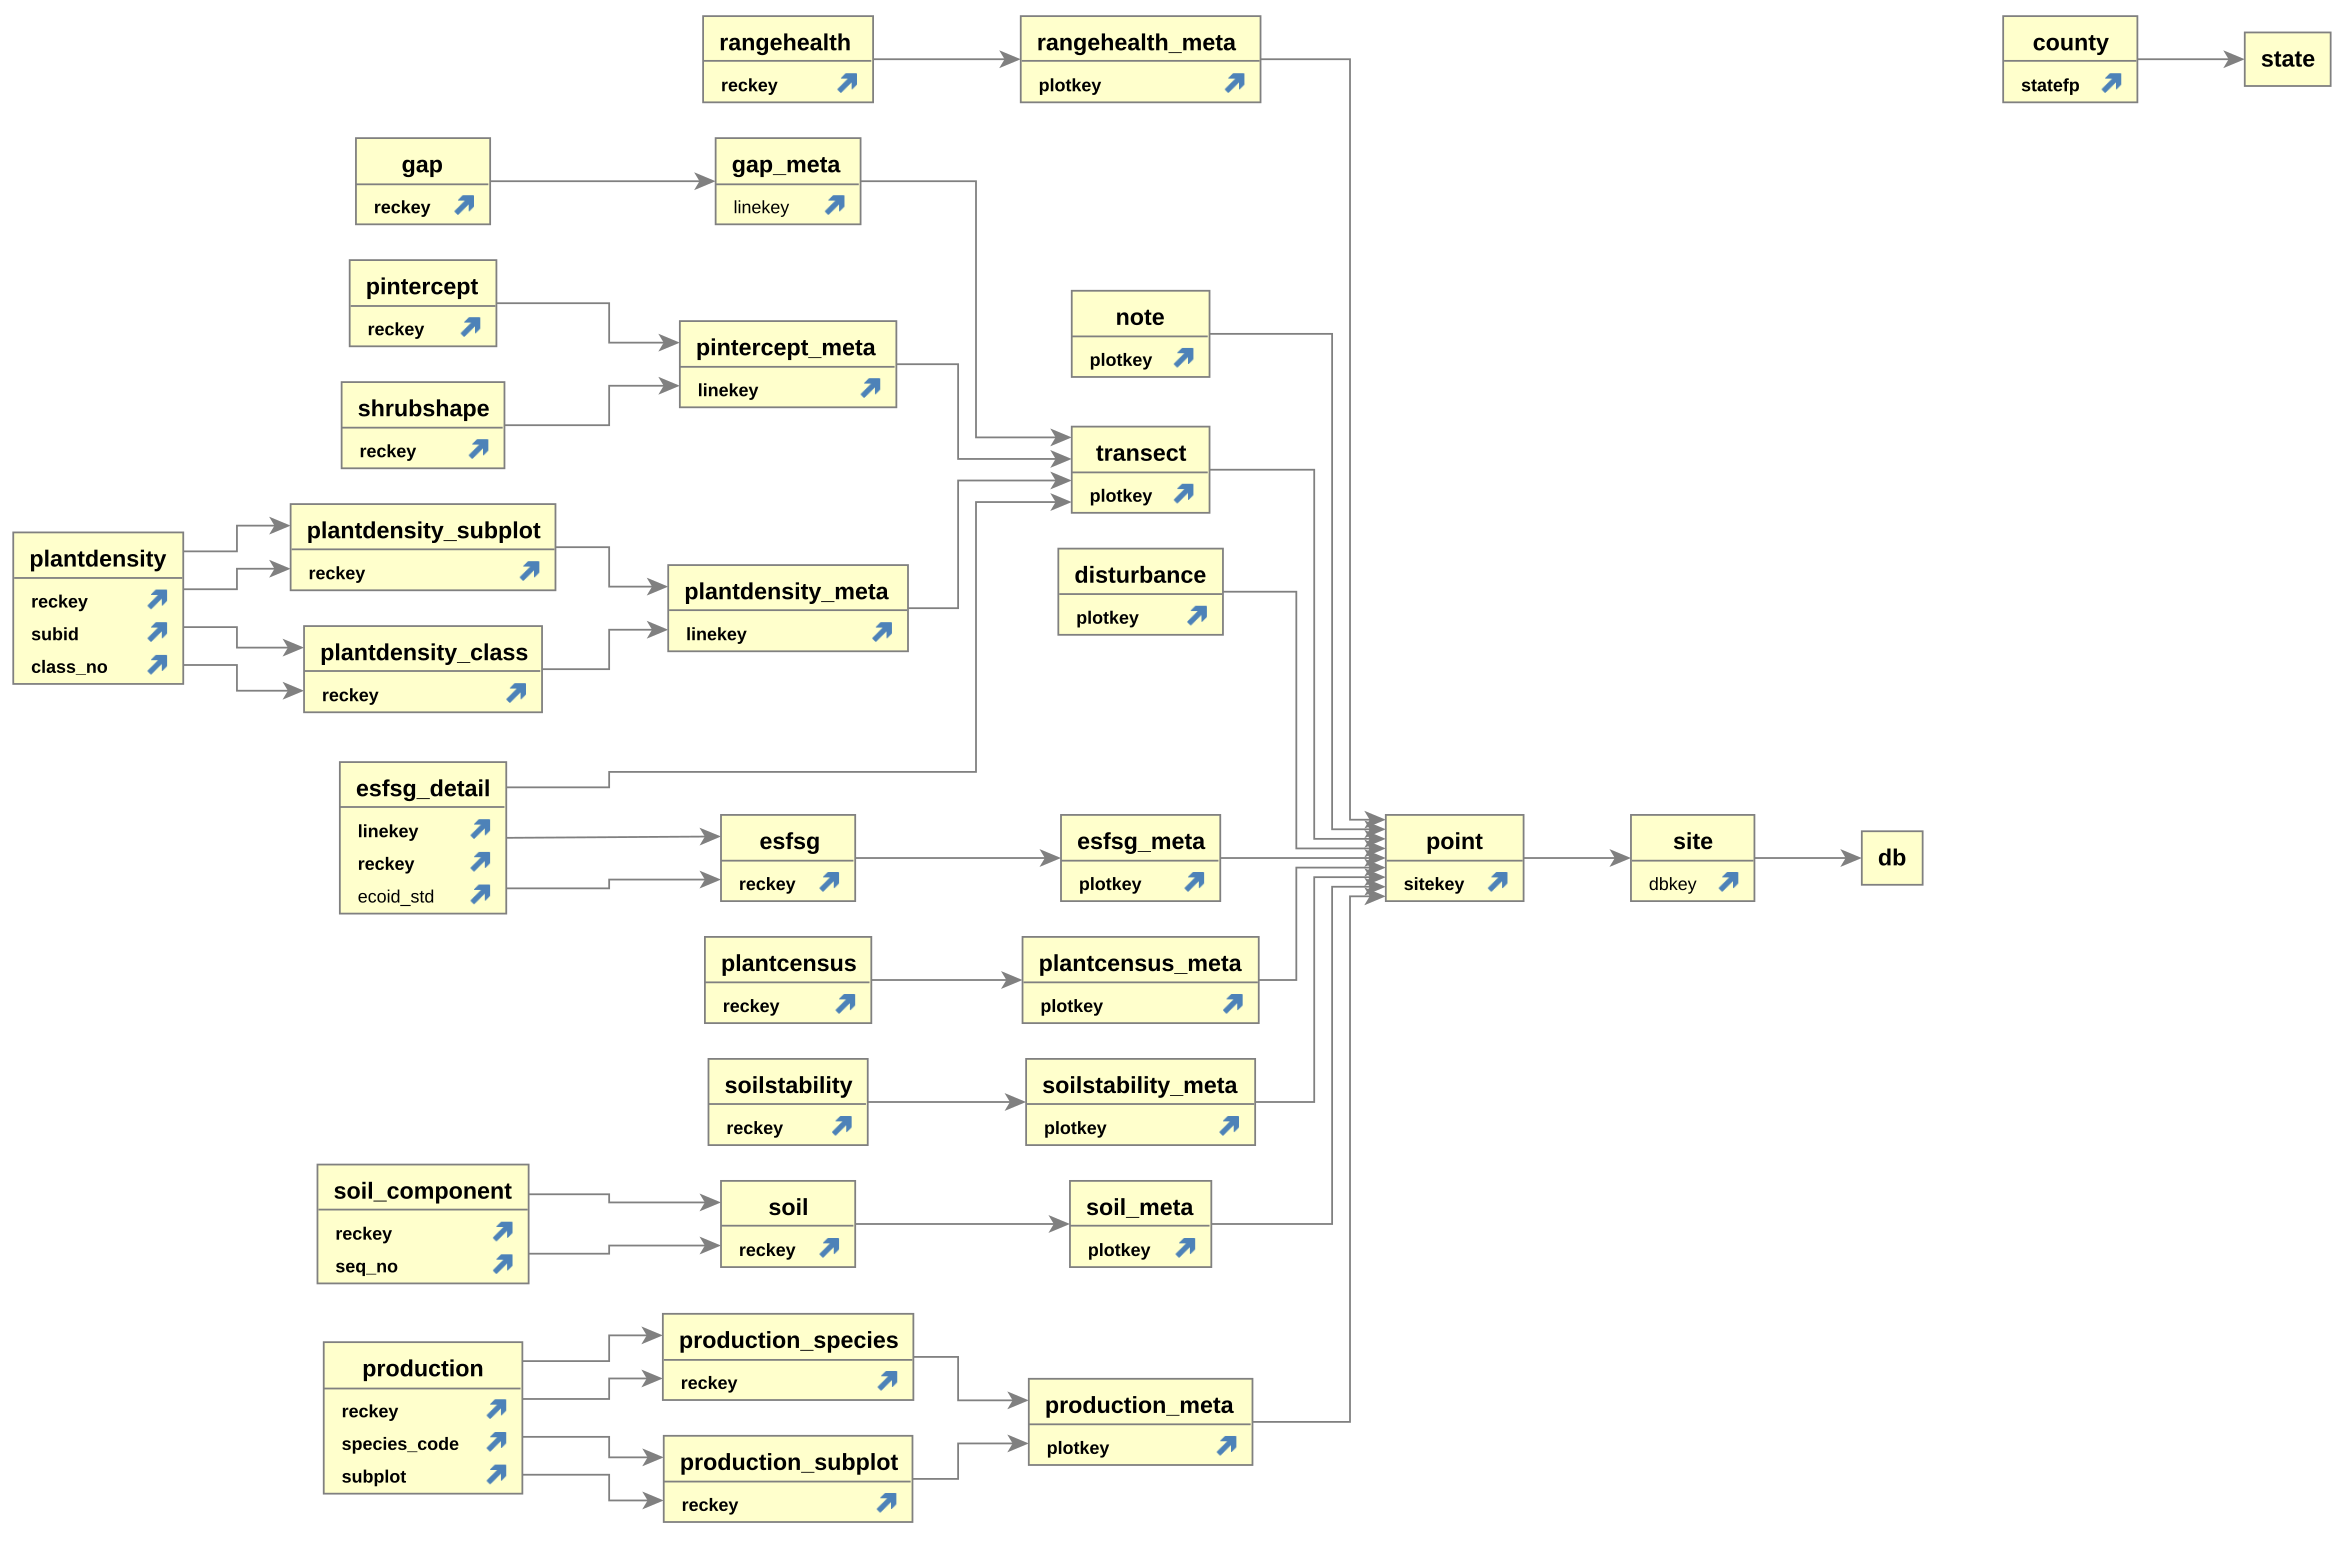 rangehealth
reckey
rangehealth_meta
plotkey
county
statefp
state
gap
reckey
gap_meta
linekey
pintercept
reckey
note
plotkey
pintercept_meta
linekey
shrubshape
reckey
transect
plotkey
plantdensity_subplot
reckey
plantdensity
reckey
subid
class_no
disturbance
plotkey
plantdensity_meta
linekey
plantdensity_class
reckey
esfsg_detail
linekey
reckey
ecoid_std
esfsg
reckey
esfsg_meta
plotkey
point
sitekey
site
dbkey
db
plantcensus
reckey
plantcensus_meta
plotkey
soilstability
reckey
soilstability_meta
plotkey
soil_component
reckey
seq_no
soil
reckey
soil_meta
plotkey
production_species
reckey
production
reckey
species_code
subplot
production_meta
plotkey
production_subplot
reckey